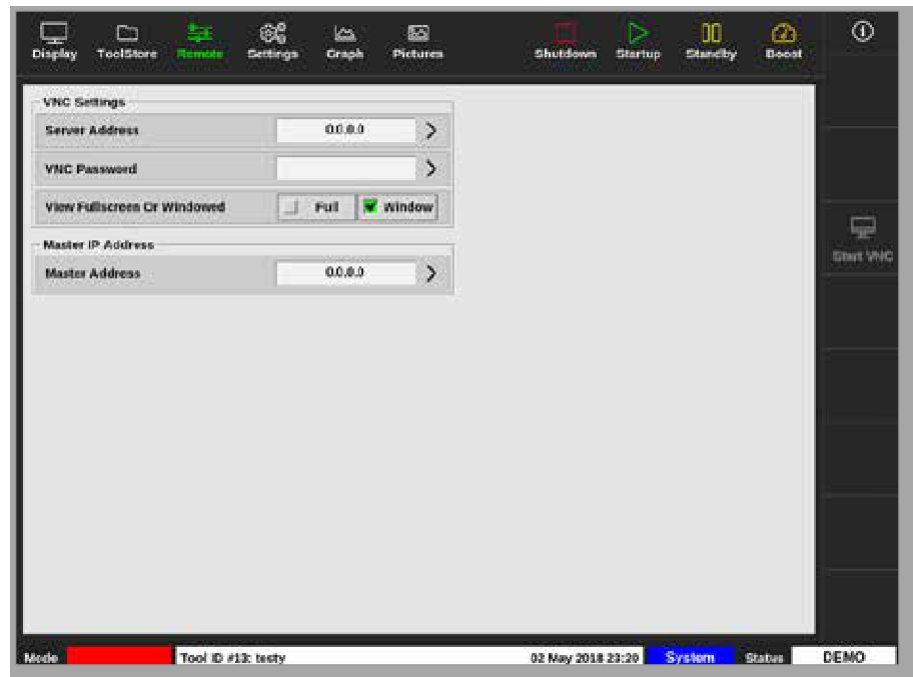 Display ToolStore Remote Settings Graph Pictures Shutdown Startup Standby Boost
VNC Settings
Server Address 0.0.0.0
VNC Password
View Fullscreen Or Windowed Full Window
Start VNC
Master IP Address
Master Address 0.0.0.0
Mode Tool ID #13: testy 02 May 2018 23:20 System Status DEMO